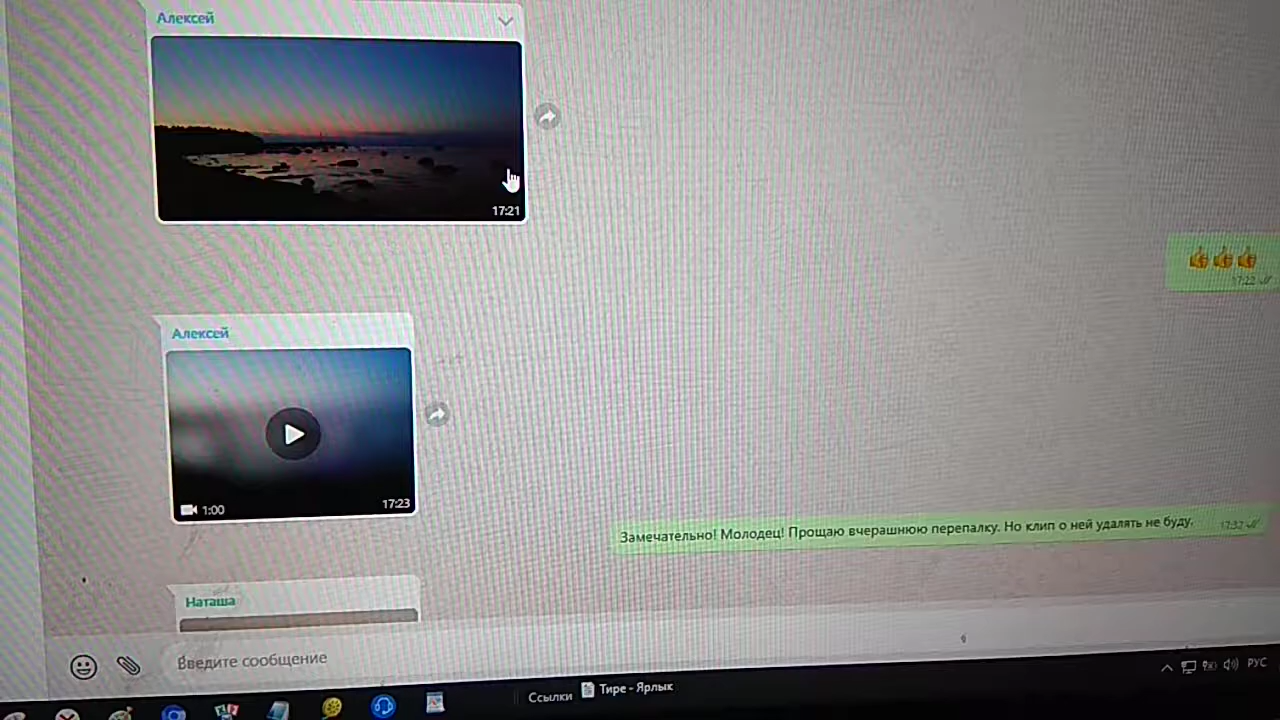 Алексей
17:21
👍👍👍
17:22
Алексей
1:00
17:23
Замечательно! Молодец! Прощаю вчерашнюю перепалку. Но клип о ней удалять не буду.
17:32
Наташа
Введите сообщение
Ссылки
Тире - Ярлык
РУС